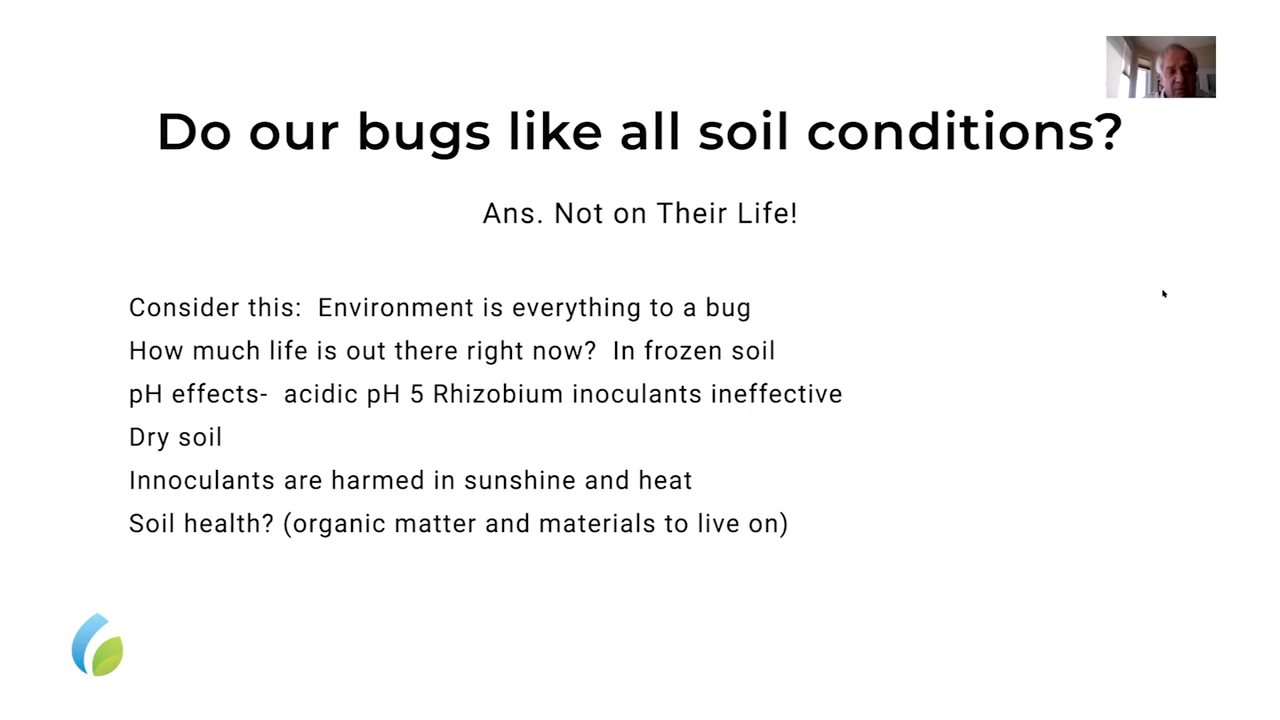 Do our bugs like all soil conditions?
Ans. Not on Their Life!
Consider this:  Environment is everything to a bug
How much life is out there right now?  In frozen soil
pH effects-  acidic pH 5 Rhizobium inoculants ineffective
Dry soil
Innoculants are harmed in sunshine and heat
Soil health? (organic matter and materials to live on)